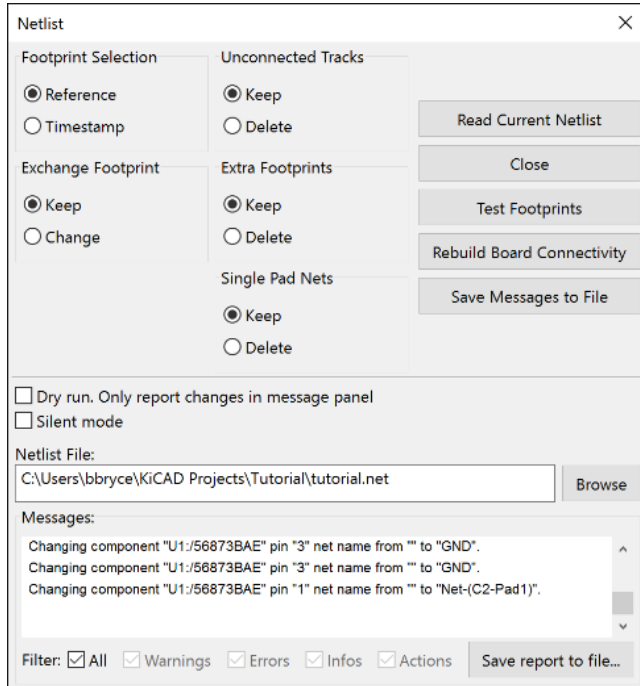 Netlist
Footprint Selection
Reference
Timestamp
Unconnected Tracks
Keep
Delete
Read Current Netlist
Close
Exchange Footprint
Keep
Change
Extra Footprints
Keep
Delete
Test Footprints
Rebuild Board Connectivity
Single Pad Nets
Keep
Delete
Save Messages to File
Dry run. Only report changes in message panel
Silent mode
Netlist File:
C:\Users\bbryce\KiCAD Projects\Tutorial\tutorial.net
Browse
Messages:
Changing component "U1:/56873BAE" pin "3" net name from "" to "GND".
Changing component "U1:/56873BAE" pin "3" net name from "" to "GND".
Changing component "U1:/56873BAE" pin "1" net name from "" to "Net-(C2-Pad1)".
Filter: All Warnings Errors Infos Actions Save report to file...